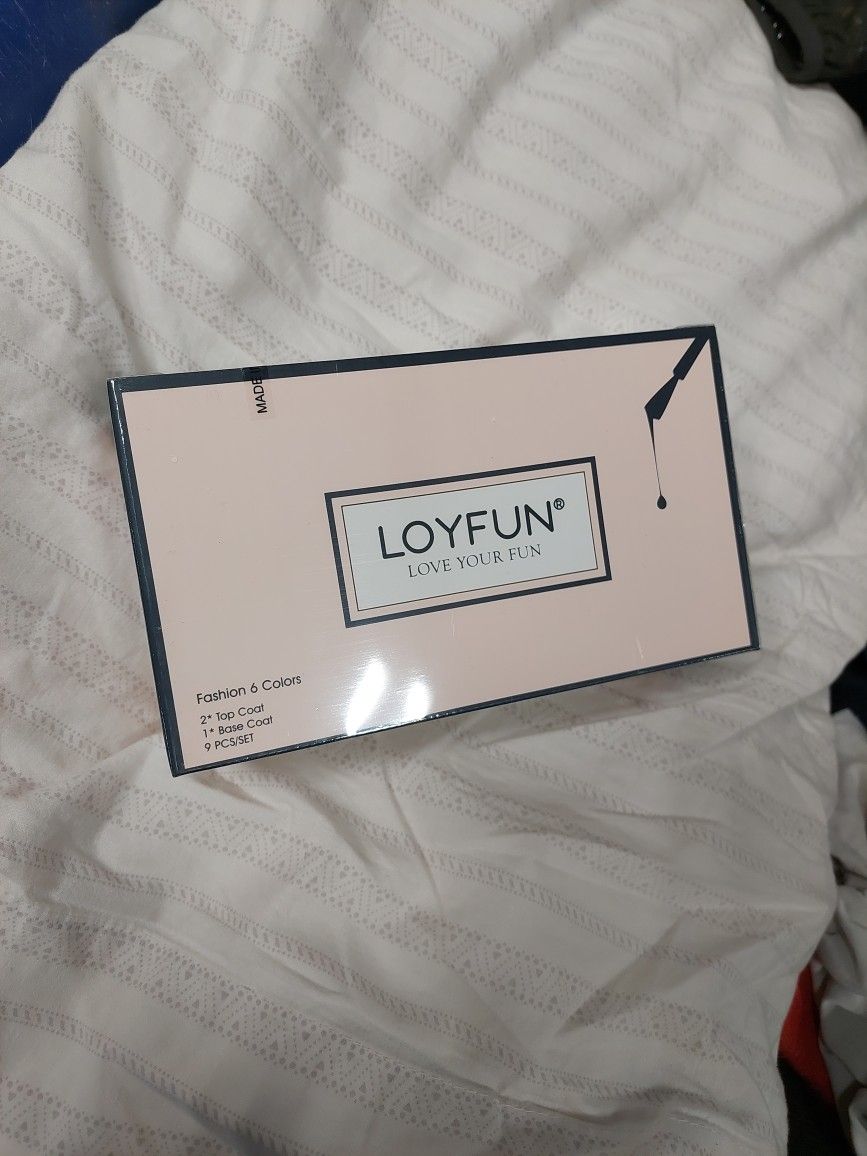 MADE
LOYFUN®
LOVE YOUR FUN
Fashion 6 Colors
2* Top Coat
1* Base Coat
9 PCS/SET